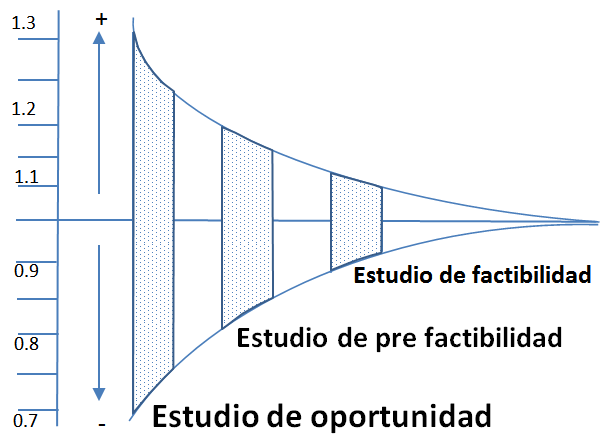 1.3
+
1.2
1.1
0.9
Estudio de factibilidad
Estudio de pre factibilidad
0.8
Estudio de oportunidad
0.7
-